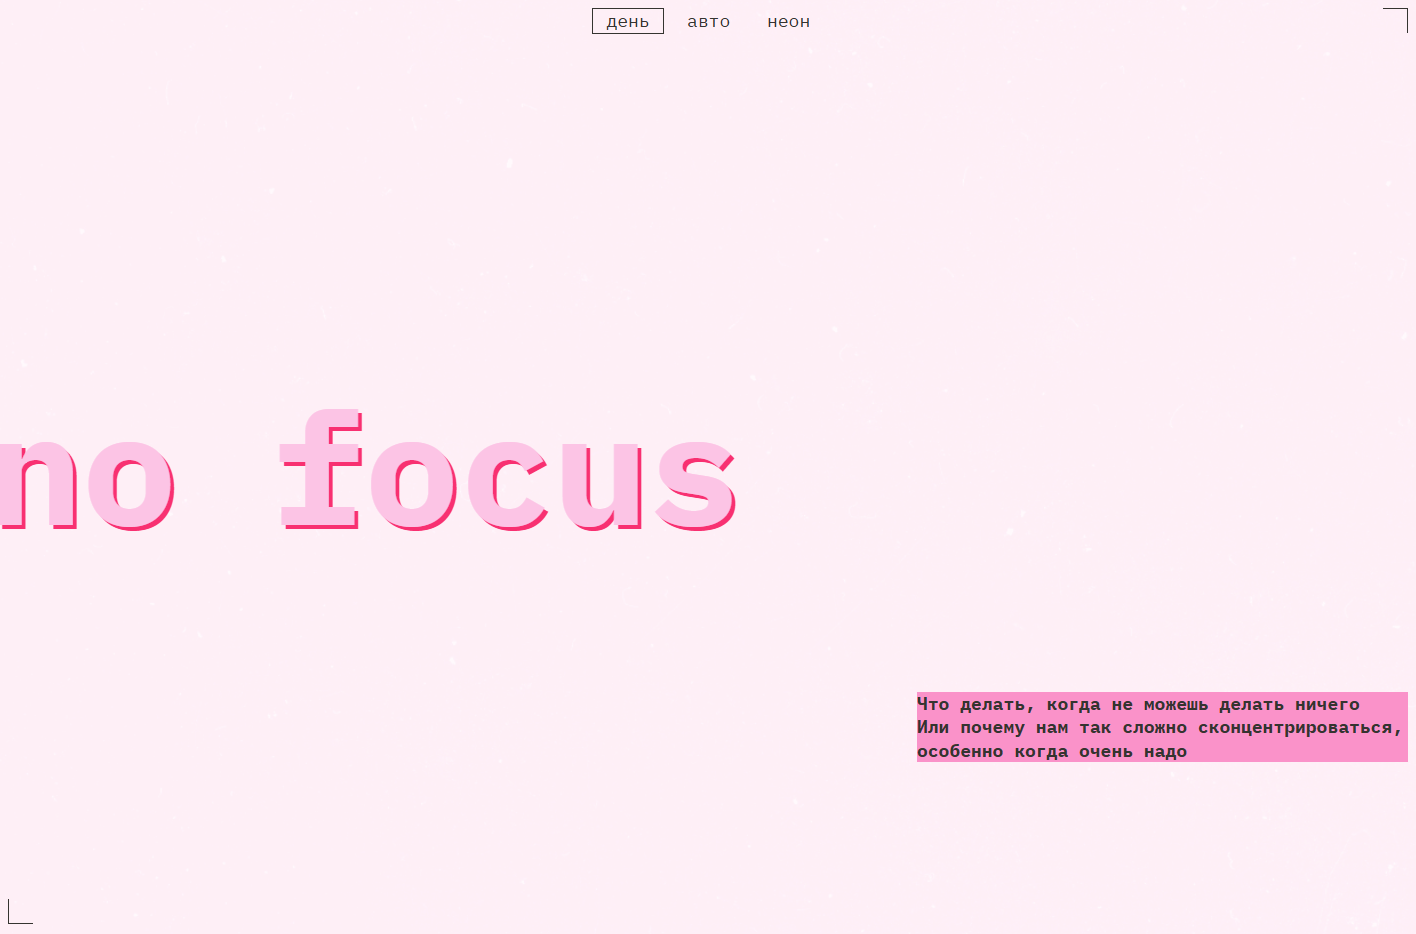 день авто неон
no focus
Что делать, когда не можешь делать ничего
Или почему нам так сложно сконцентрироваться,
особенно когда очень надо